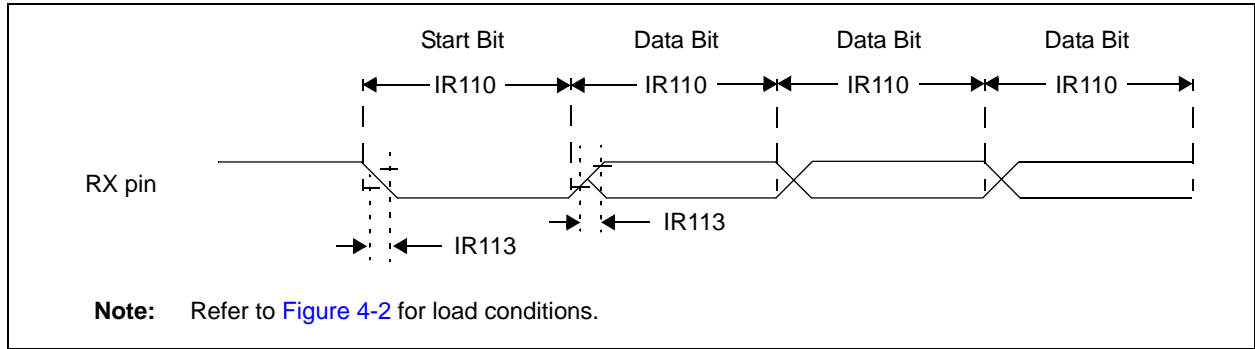 Start Bit Data Bit Data Bit Data Bit
IR110 IR110 IR110 IR110
RX pin
IR113 IR113
Note: Refer to Figure 4-2 for load conditions.